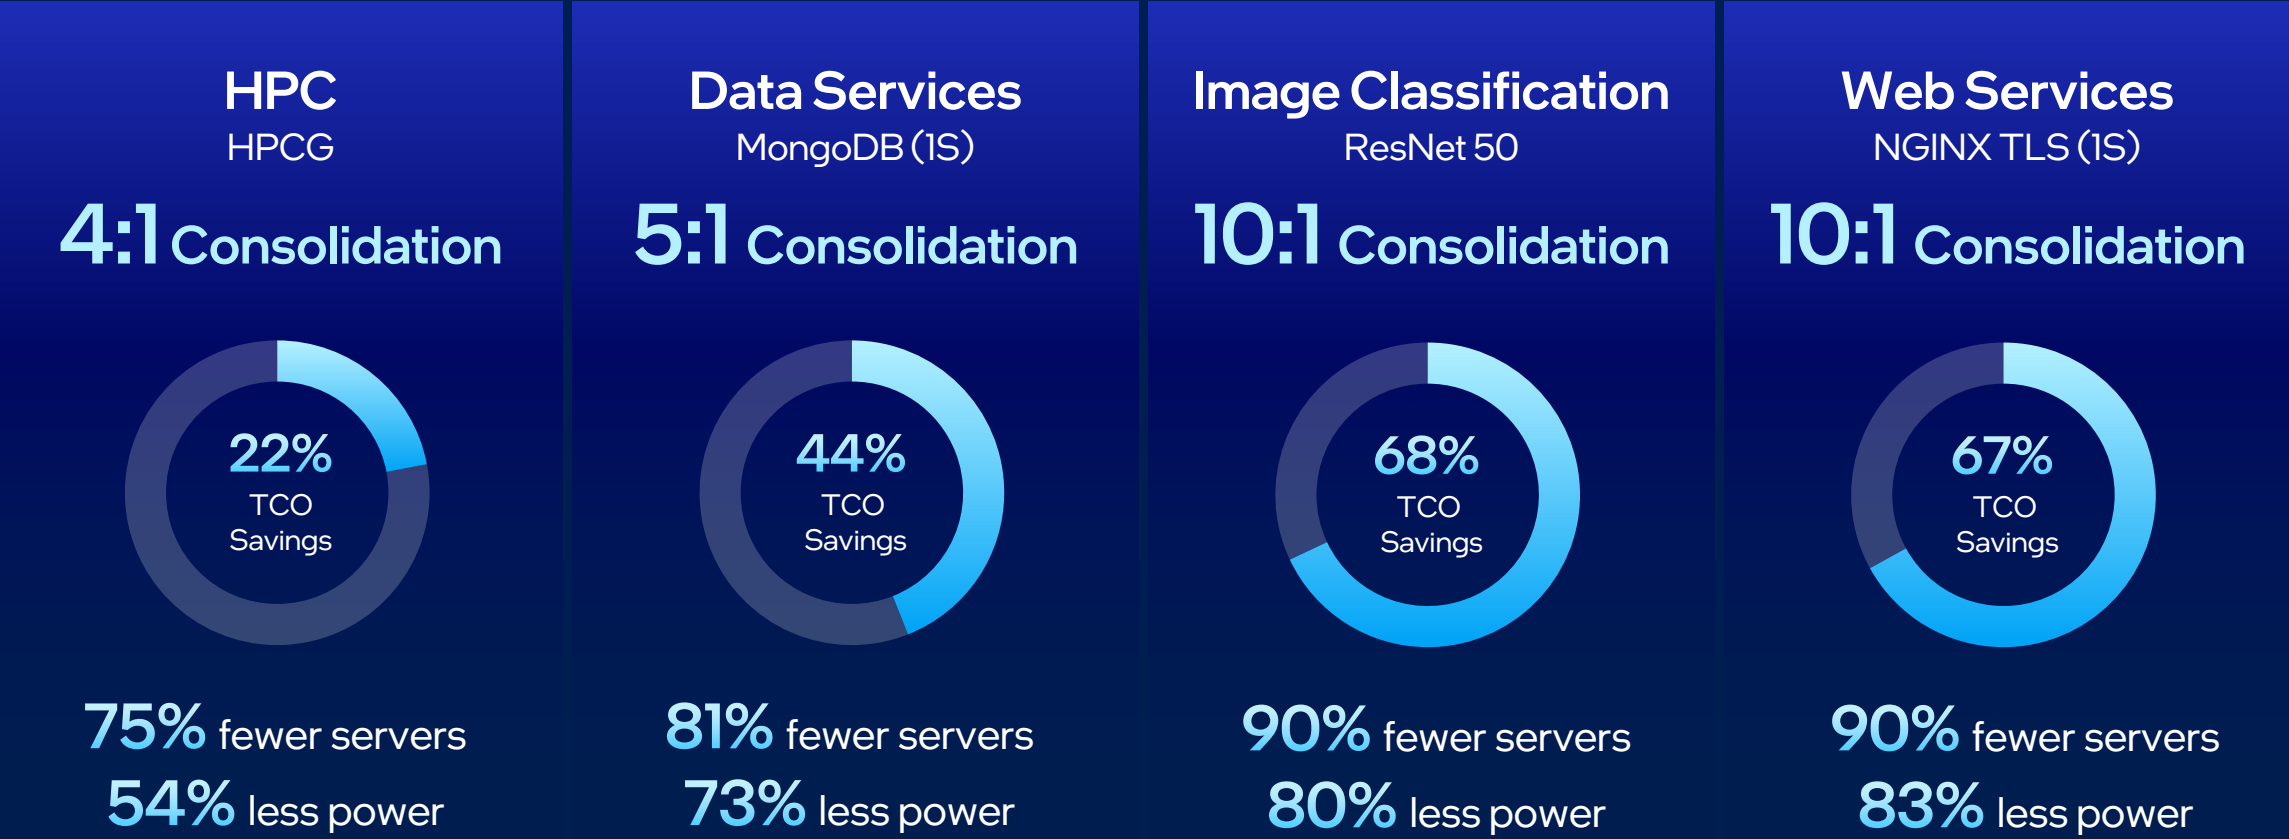 HPC
HPCG
4:1 Consolidation
22%
TCO
Savings
75% fewer servers
54% less power
Data Services
MongoDB (1S)
5:1 Consolidation
44%
TCO
Savings
81% fewer servers
73% less power
Image Classification
ResNet 50
10:1 Consolidation
68%
TCO
Savings
90% fewer servers
80% less power
Web Services
NGINX TLS (1S)
10:1 Consolidation
67%
TCO
Savings
90% fewer servers
83% less power